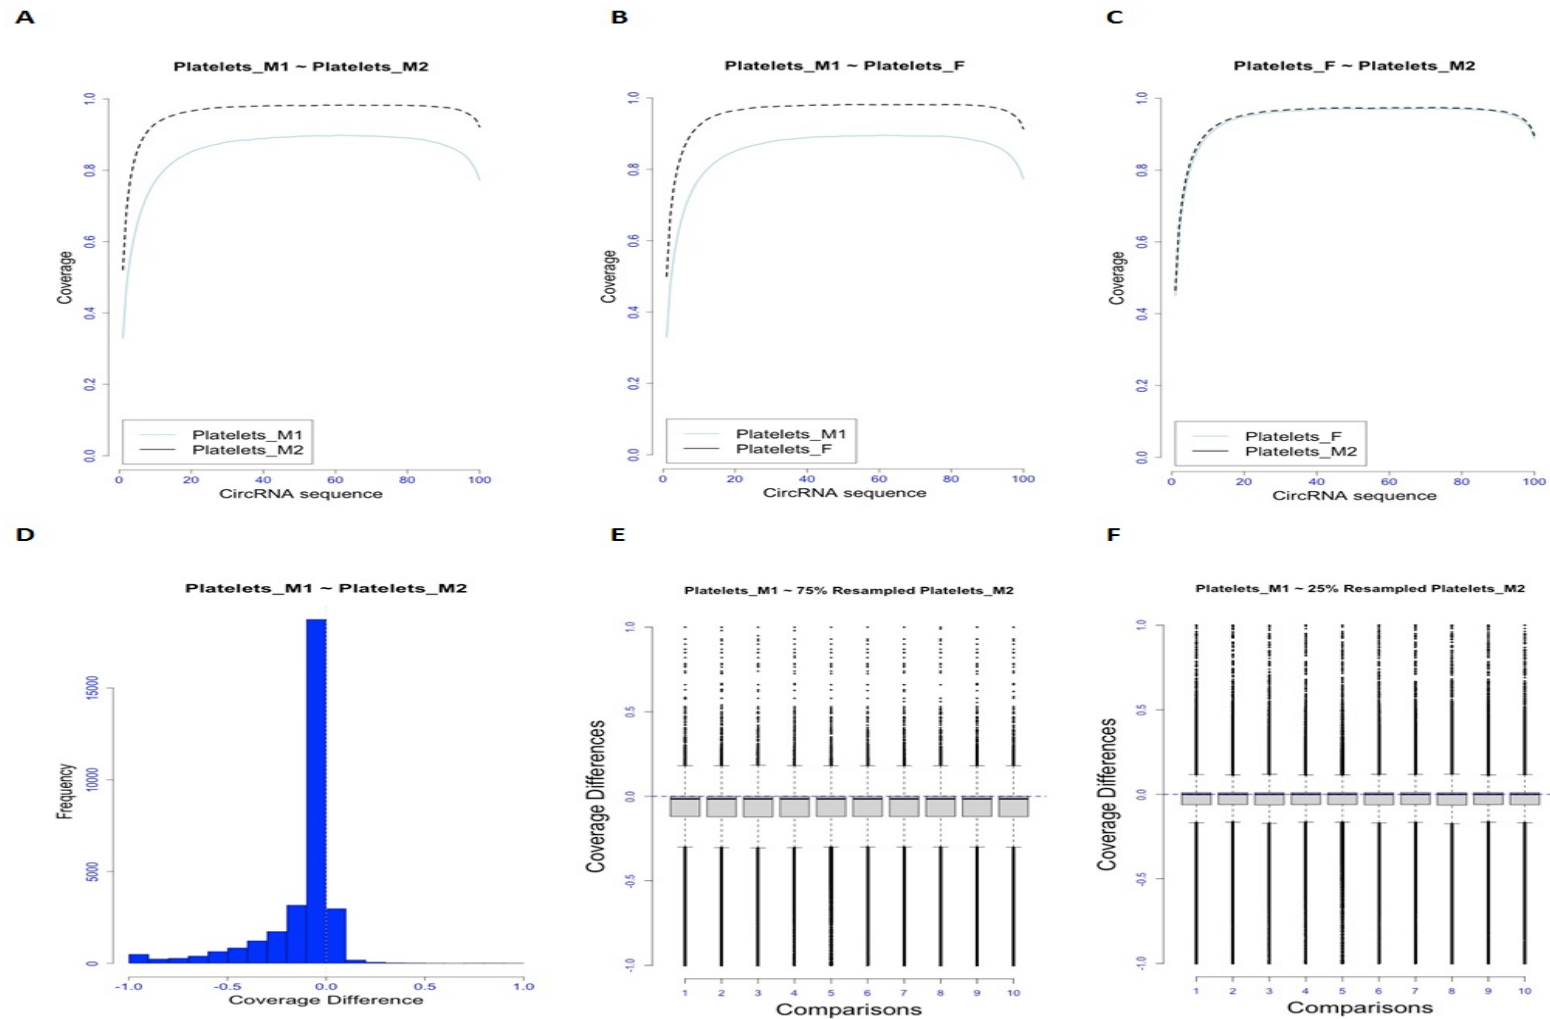 A
B
C
Platelets_M1 ~ Platelets_M2
Platelets_M1 ~ Platelets_F
Platelets_F ~ Platelets_M2
Coverage
0.0 0.2 0.4 0.6 0.8 1.0
Platelets_M1
Platelets_M2
0 20 40 60 80 100
CircRNA sequence
Coverage
0.0 0.2 0.4 0.6 0.8 1.0
Platelets_M1
Platelets_F
0 20 40 60 80 100
CircRNA sequence
Coverage
0.0 0.2 0.4 0.6 0.8 1.0
Platelets_F
Platelets_M2
0 20 40 60 80 100
CircRNA sequence
D
E
F
Platelets_M1 ~ Platelets_M2
Platelets_M1 ~ 75% Resampled Platelets_M2
Platelets_M1 ~ 25% Resampled Platelets_M2
Frequency
0 5000 10000 15000
-1.0 -0.5 0.0 0.5 1.0
Coverage Difference
Coverage Differences
-1.0 -0.5 0.0 0.5 1.0
1 2 3 4 5 6 7 8 9 10
Comparisons
Coverage Differences
-1.0 -0.5 0.0 0.5 1.0
1 2 3 4 5 6 7 8 9 10
Comparisons